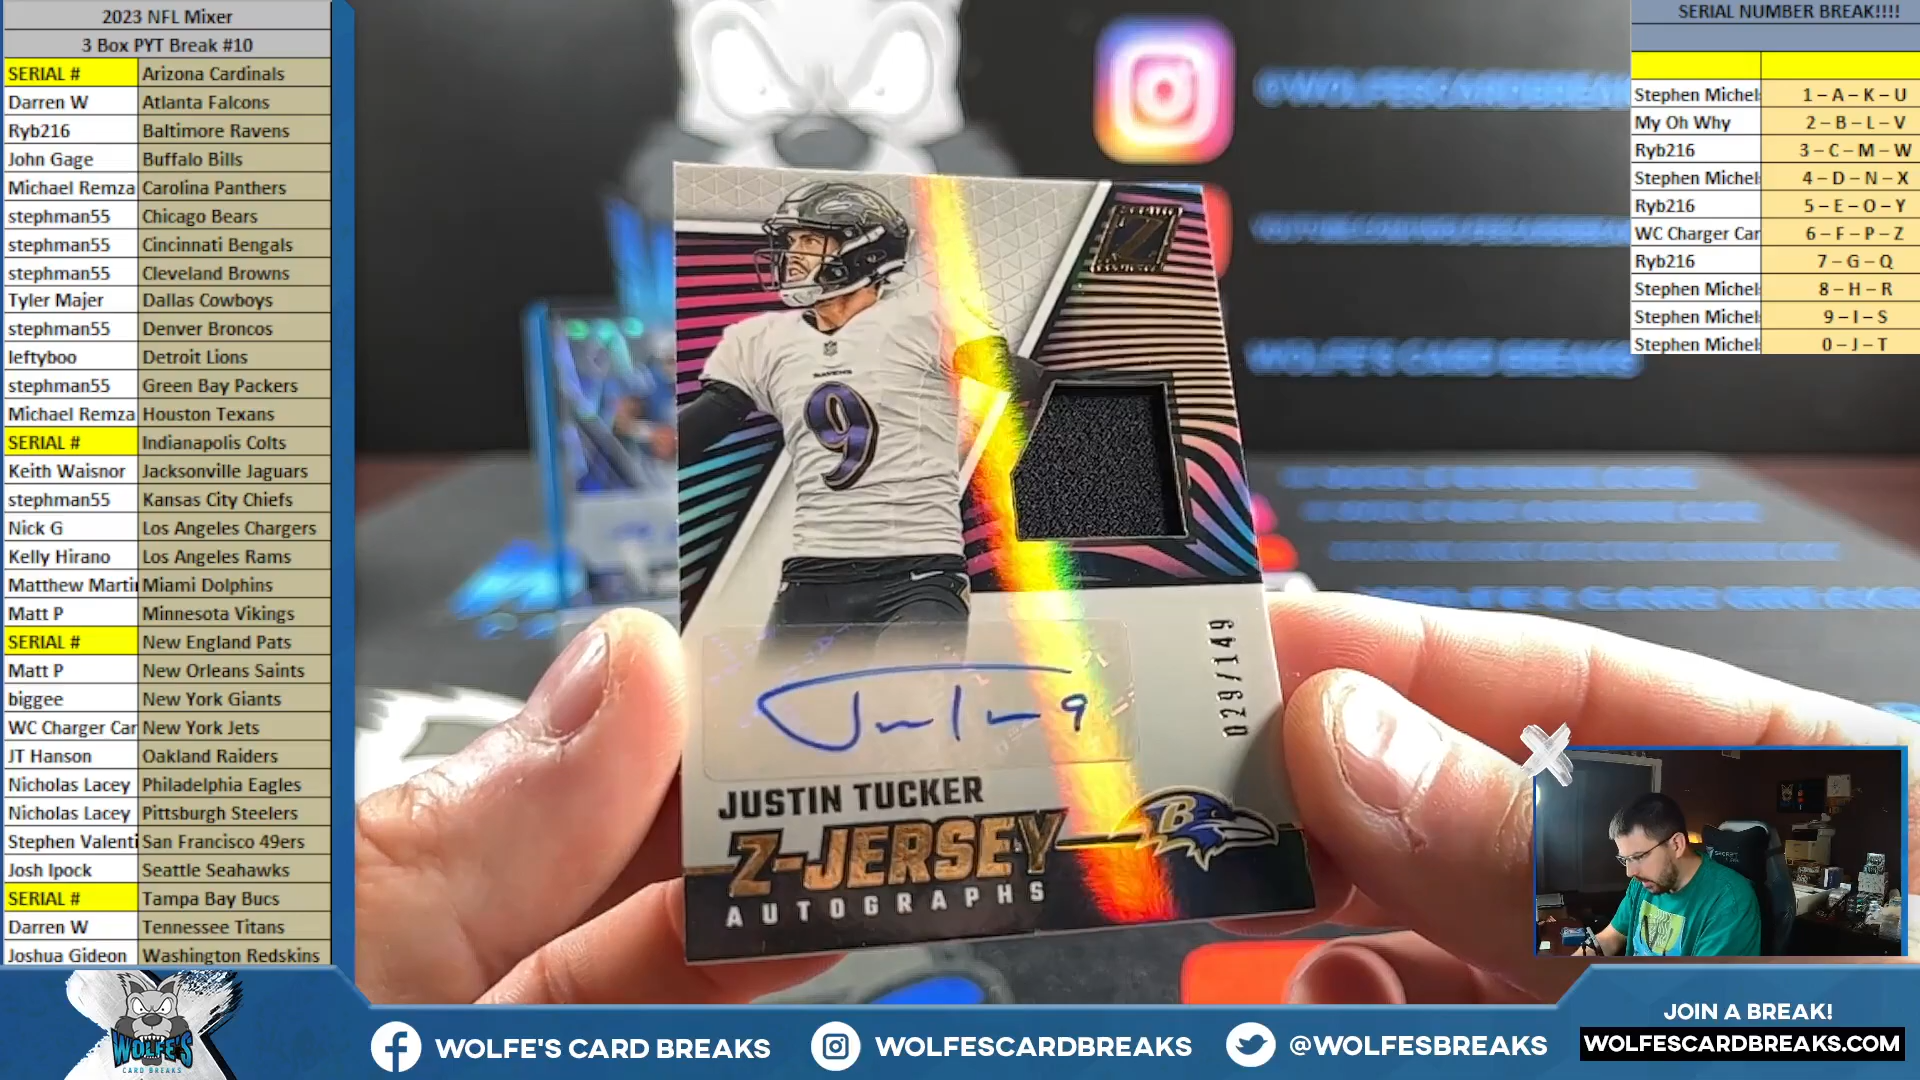 2023 NFL Mixer
3 Box PYT Break #10
SERIAL # Arizona Cardinals
Darren W Atlanta Falcons
Ryb216 Baltimore Ravens
John Gage Buffalo Bills
Michael Remza Carolina Panthers
stephman55 Chicago Bears
stephman55 Cincinnati Bengals
stephman55 Cleveland Browns
Tyler Majer Dallas Cowboys
stephman55 Denver Broncos
leftyboo Detroit Lions
stephman55 Green Bay Packers
Michael Remza Houston Texans
SERIAL # Indianapolis Colts
Keith Waisnor Jacksonville Jaguars
stephman55 Kansas City Chiefs
Nick G Los Angeles Chargers
Kelly Hirano Los Angeles Rams
Matthew Marti Miami Dolphins
Matt P Minnesota Vikings
SERIAL # New England Pats
Matt P New Orleans Saints
biggee New York Giants
WC Charger Car New York Jets
JT Hanson Oakland Raiders
Nicholas Lacey Philadelphia Eagles
Nicholas Lacey Pittsburgh Steelers
Stephen Valenti San Francisco 49ers
Josh Ipock Seattle Seahawks
SERIAL # Tampa Bay Bucs
Darren W Tennessee Titans
Joshua Gideon Washington Redskins
SERIAL NUMBER BREAK!!!!
Stephen Michel 1 – A – K – U
My Oh Why 2 – B – L – V
Ryb216 3 – C – M – W
Stephen Michel 4 – D – N – X
Ryb216 5 – E – O – Y
WC Charger Car 6 – F – P – Z
Ryb216 7 – G – Q
Stephen Michel 8 – H – R
Stephen Michel 9 – I – S
Stephen Michel 0 – J – T
@WOLFESCARDBREAK
WOLFE'S CARD BREAKS
Z
RAVENS
9
029/149
JUSTIN TUCKER
Z-JERSEY
AUTOGRAPHS
B
WOLFE'S
CARD BREAKS
WOLFE'S CARD BREAKS
WOLFESCARDBREAKS
@WOLFESBREAKS
JOIN A BREAK!
WOLFESCARDBREAKS.COM